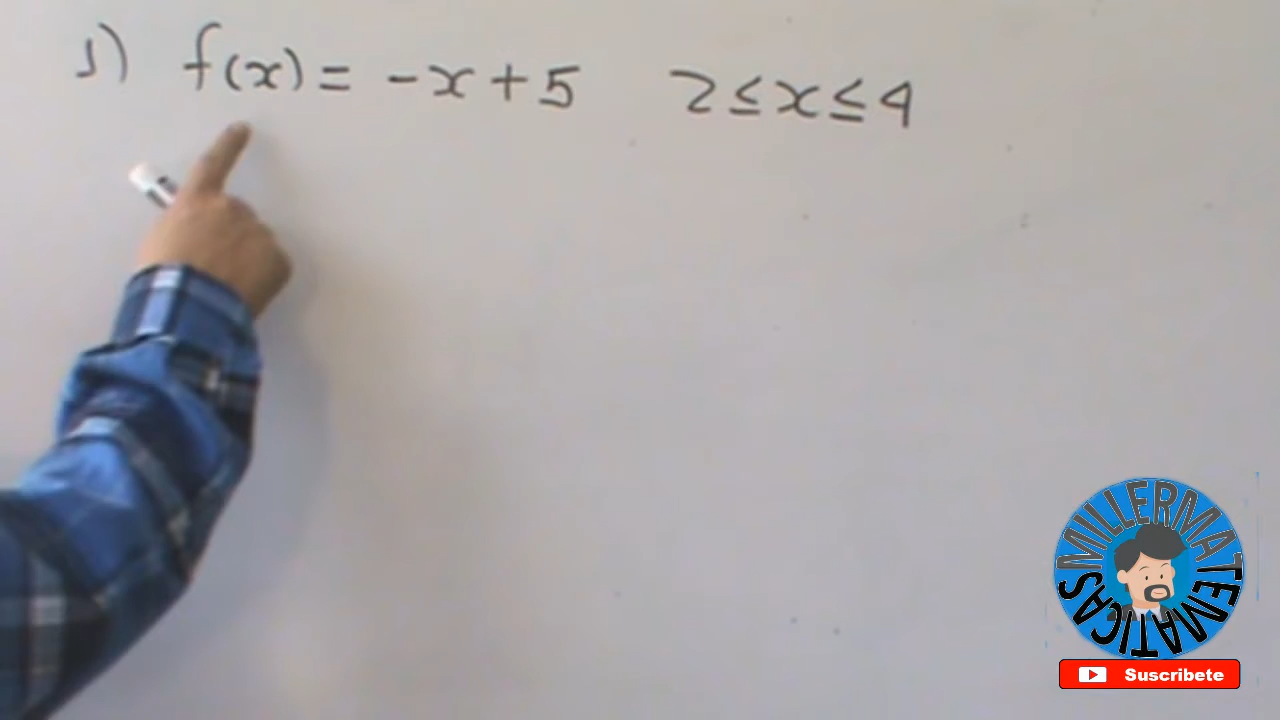 1) f(x) = -x + 5 2 ≤ x ≤ 4
MILLERMATEMATICAS
Suscribete